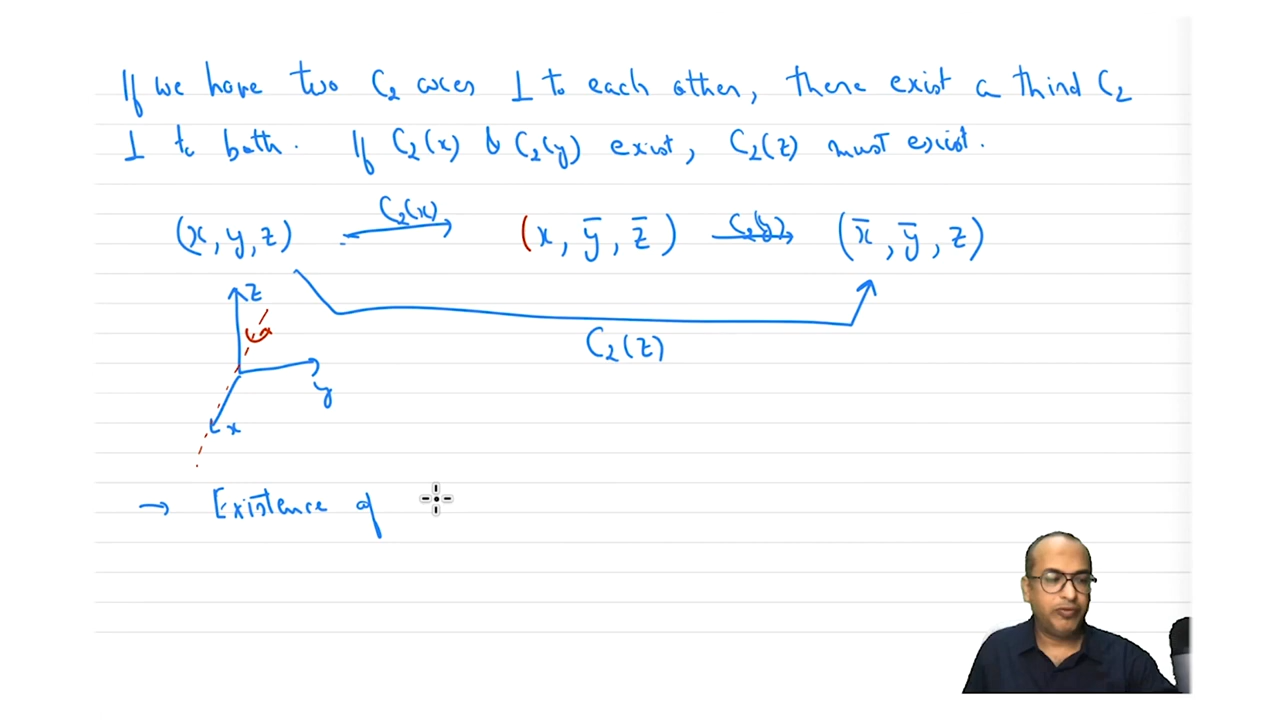 If we have two C₂ axes ⊥ to each other, there exist a third C₂
⊥ to both. If C₂(x) & C₂(y) exist, C₂(z) must exist.
(x, y, z) C₂(x) (x, ȳ, z̄) C₂(y) (x̄, ȳ, z)
z
α
C₂(z)
y
x
→ Existence of